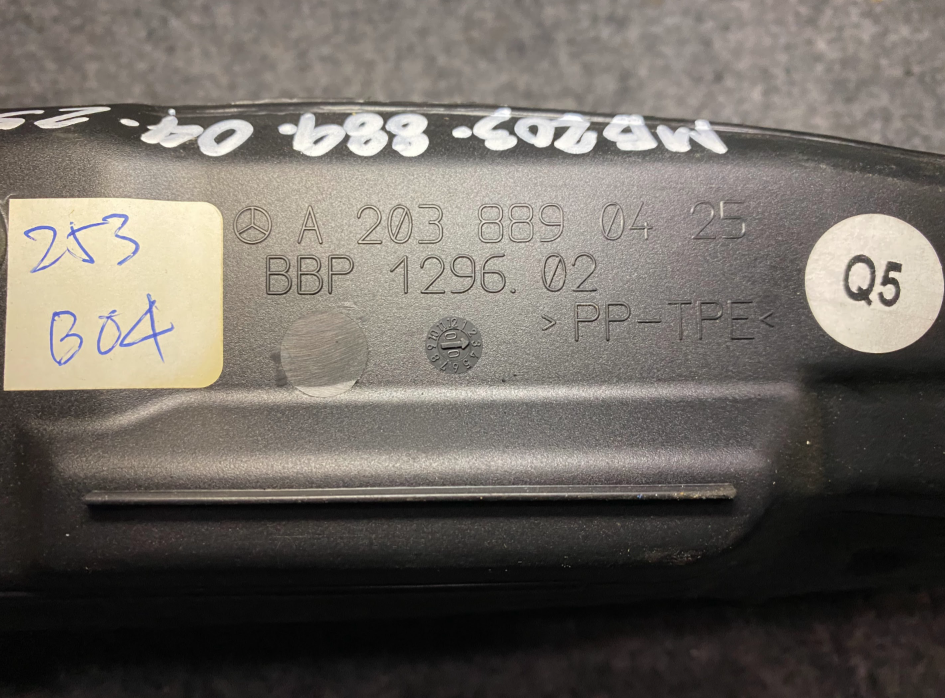 MB203.889.04.25
253
B04
A 203 889 04 25
BBP 1296.02
>PP-TPE<
Q5